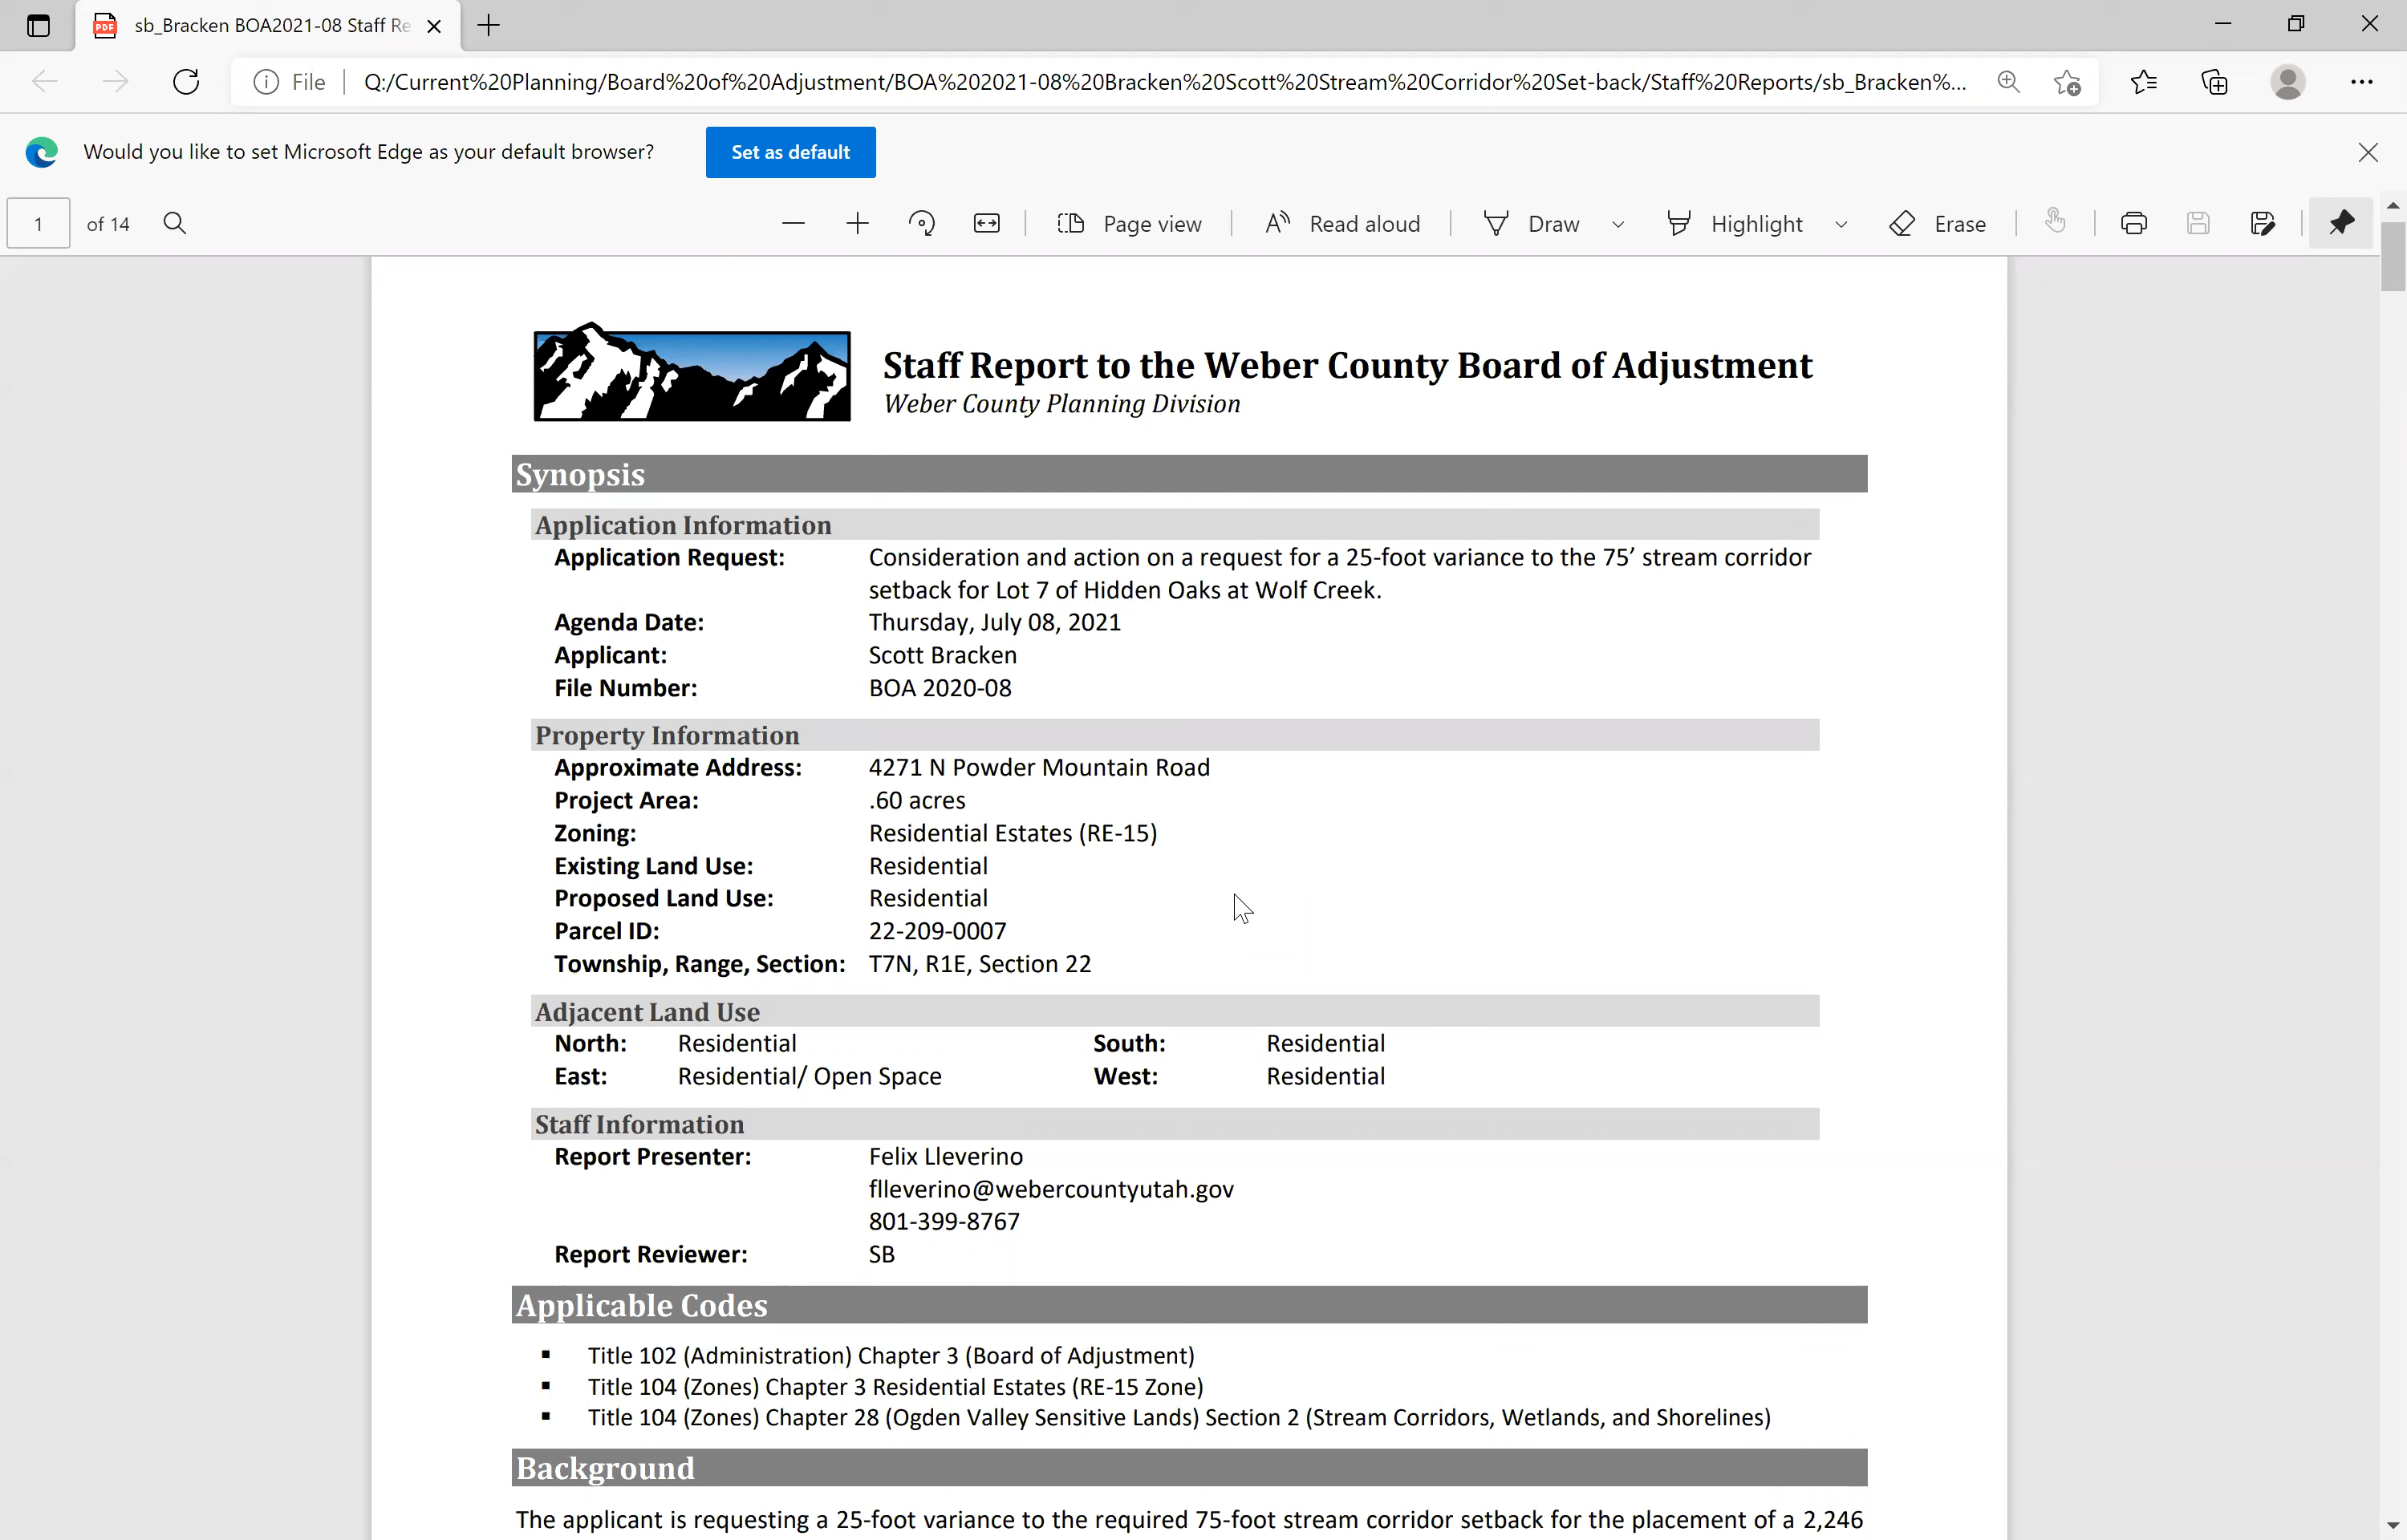 sb_Bracken BOA2021-08 Staff Re
File Q:/Current%20Planning/Board%20of%20Adjustment/BOA%202021-08%20Bracken%20Scott%20Stream%20Corridor%20Set-back/Staff%20Reports/sb_Bracken%...
Would you like to set Microsoft Edge as your default browser? Set as default
1 of 14 Page view Read aloud Draw Highlight Erase
Staff Report to the Weber County Board of Adjustment
Weber County Planning Division
Synopsis
Application Information
Application Request: Consideration and action on a request for a 25-foot variance to the 75’ stream corridor
setback for Lot 7 of Hidden Oaks at Wolf Creek.
Agenda Date: Thursday, July 08, 2021
Applicant: Scott Bracken
File Number: BOA 2020-08
Property Information
Approximate Address: 4271 N Powder Mountain Road
Project Area: .60 acres
Zoning: Residential Estates (RE-15)
Existing Land Use: Residential
Proposed Land Use: Residential
Parcel ID: 22-209-0007
Township, Range, Section: T7N, R1E, Section 22
Adjacent Land Use
North: Residential South: Residential
East: Residential/ Open Space West: Residential
Staff Information
Report Presenter: Felix Lleverino
flleverino@webercountyutah.gov
801-399-8767
Report Reviewer: SB
Applicable Codes
▪ Title 102 (Administration) Chapter 3 (Board of Adjustment)
▪ Title 104 (Zones) Chapter 3 Residential Estates (RE-15 Zone)
▪ Title 104 (Zones) Chapter 28 (Ogden Valley Sensitive Lands) Section 2 (Stream Corridors, Wetlands, and Shorelines)
Background
The applicant is requesting a 25-foot variance to the required 75-foot stream corridor setback for the placement of a 2,246